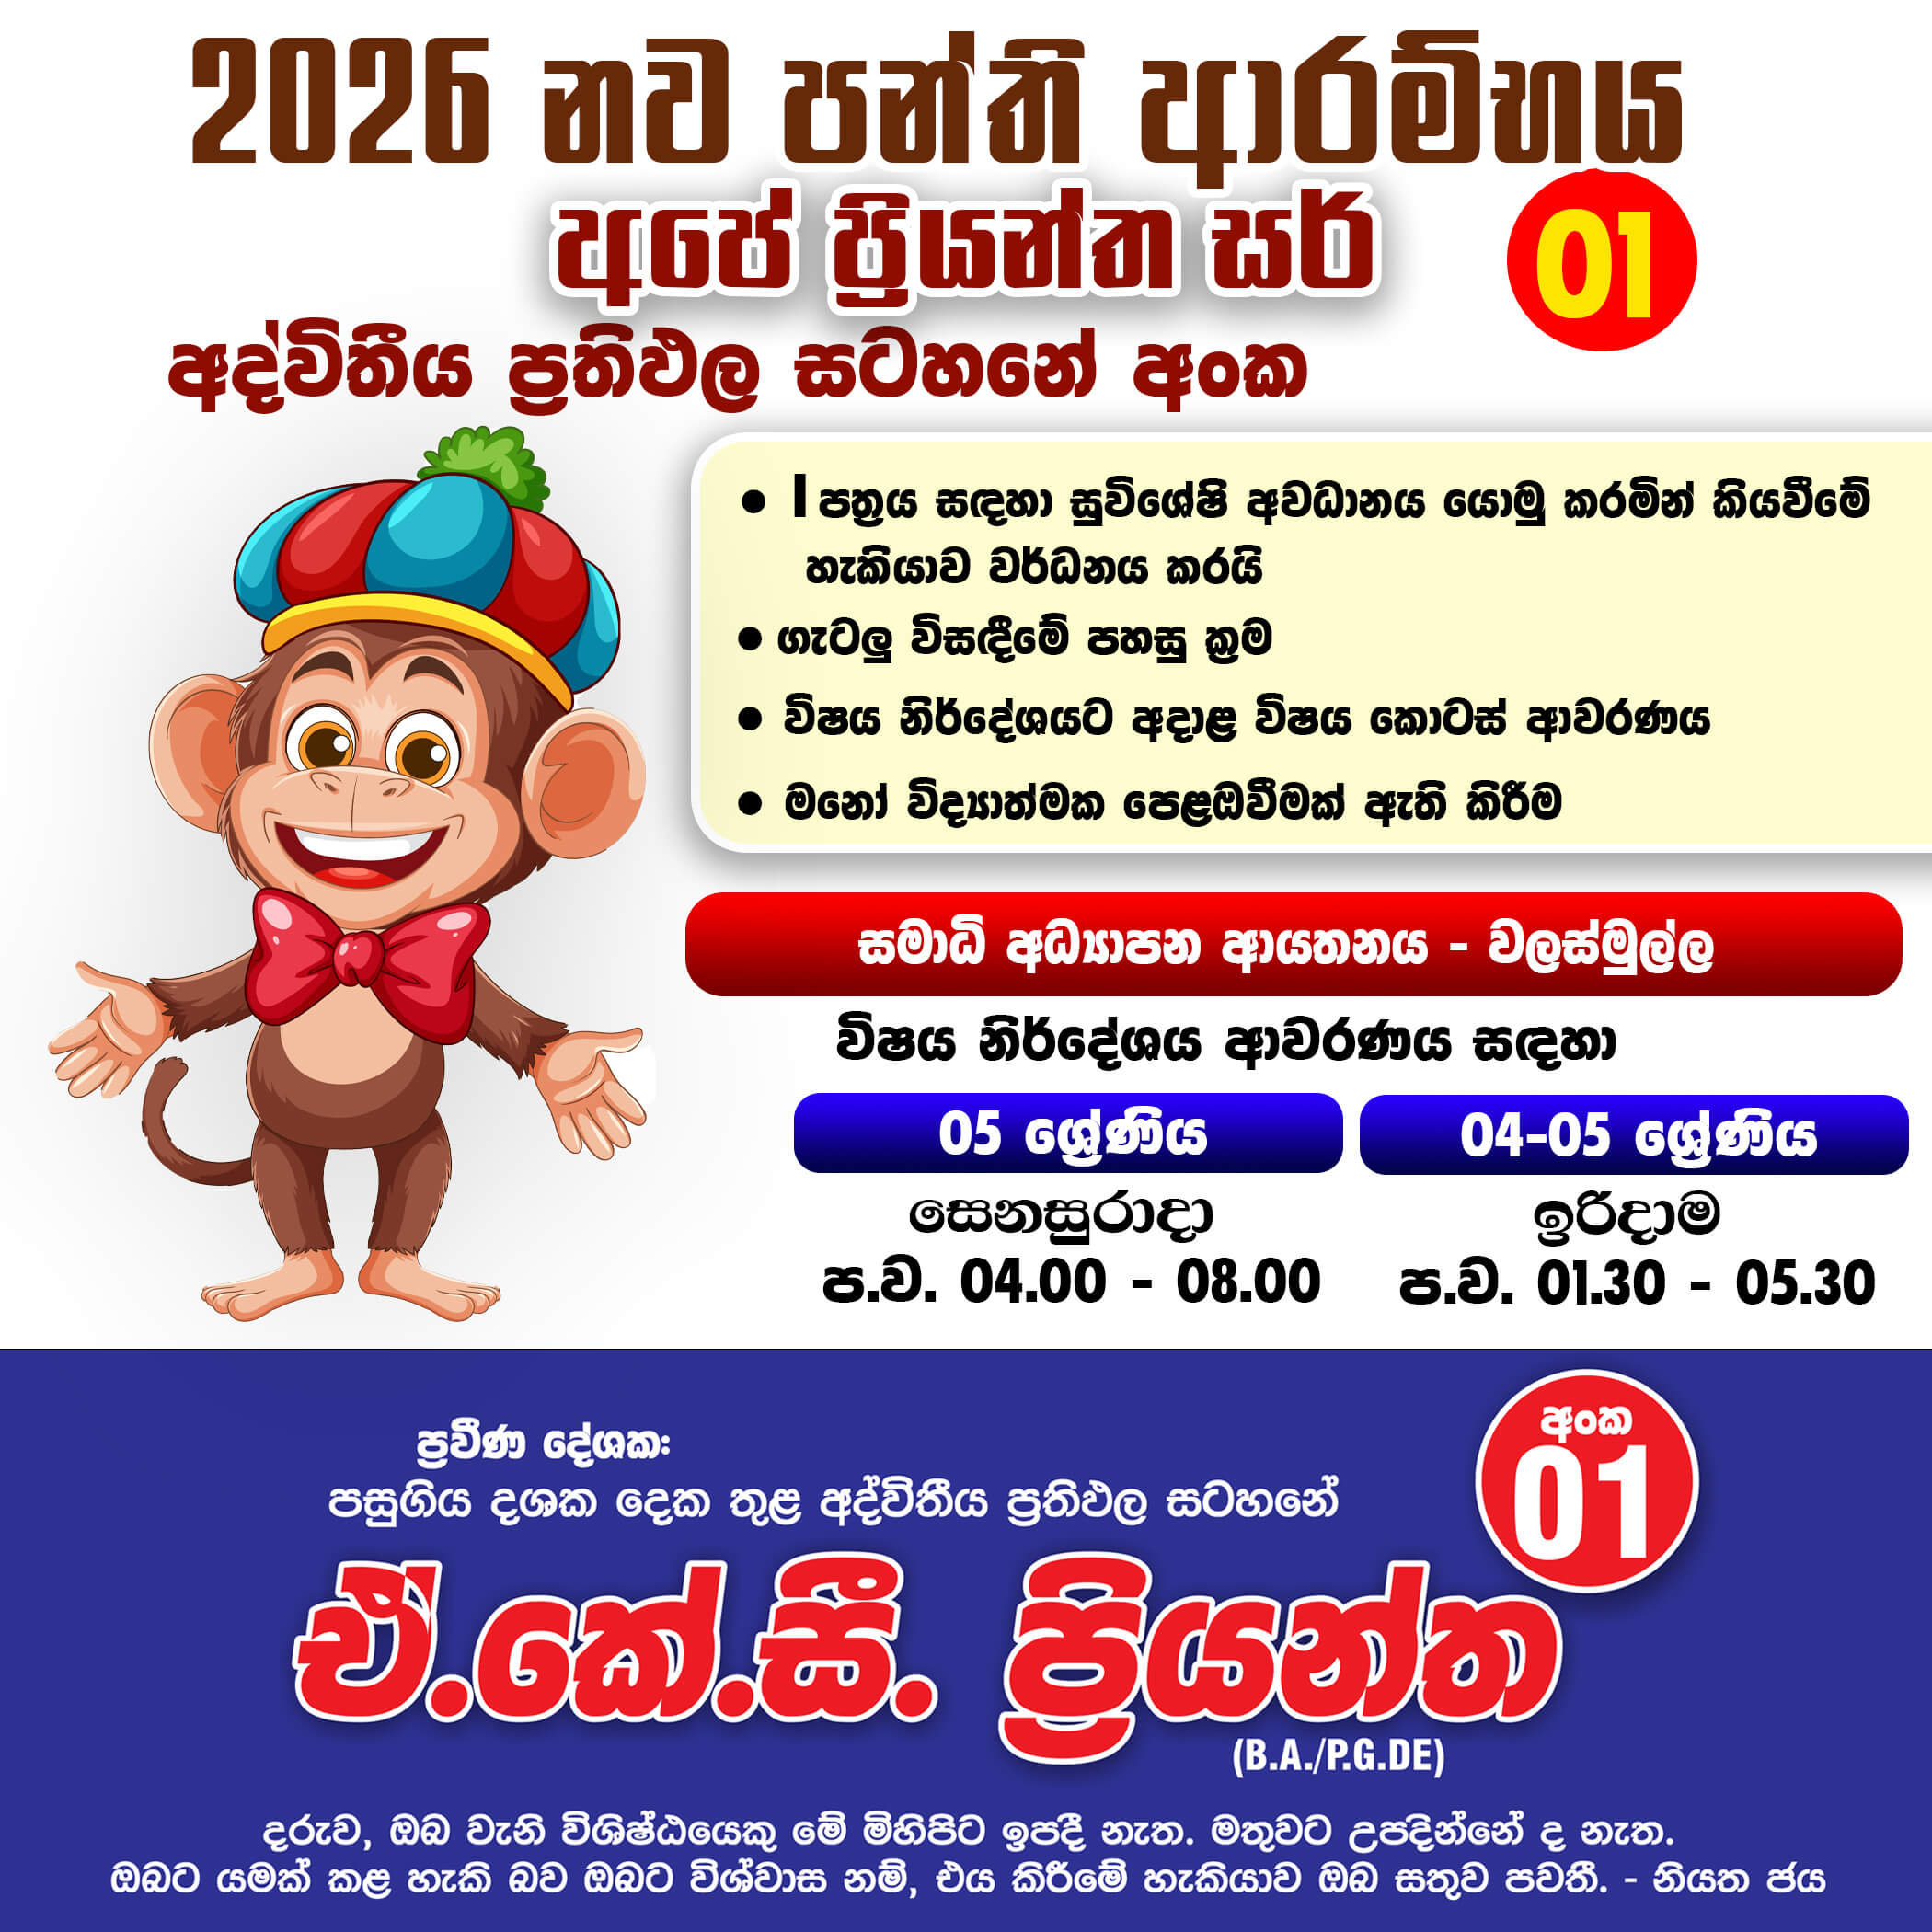 2026 නව පන්ති ආරම්භය
අපේ ප්‍රියන්ත සර්
01
අද්විතීය ප්‍රතිඵල සටහනේ අංක
• I පත්‍රය සඳහා සුවිශේෂි අවධානය යොමු කරමින් කියවීමේ
හැකියාව වර්ධනය කරයි
• ගැටලු විසඳීමේ පහසු ක්‍රම
• විෂය නිර්දේශයට අදාළ විෂය කොටස් ආවරණය
• මනෝ විද්‍යාත්මක පෙළඹවීමක් ඇති කිරීම
සමාධි අධ්‍යාපන ආයතනය - වලස්මුල්ල
විෂය නිර්දේශය ආවරණය සඳහා
05 ශ්‍රේණිය
සෙනසුරාදා
ප.ව. 04.00 - 08.00
04-05 ශ්‍රේණිය
ඉරිදාම
ප.ව. 01.30 - 05.30
ප්‍රවීණ දේශක:
පසුගිය දශක දෙක තුළ අද්විතීය ප්‍රතිඵල සටහනේ
අංක
01
ඒ.කේ.සී. ප්‍රියන්ත
(B.A./P.G.DE)
දරුව, ඔබ වැනි විශිෂ්ඨයෙකු මේ මිහිපිට ඉපදී නැත. මතුවට උපදින්නේ ද නැත.
ඔබට යමක් කළ හැකි බව ඔබට විශ්වාස නම්, එය කිරීමේ හැකියාව ඔබ සතුව පවතී. - නියත ජය